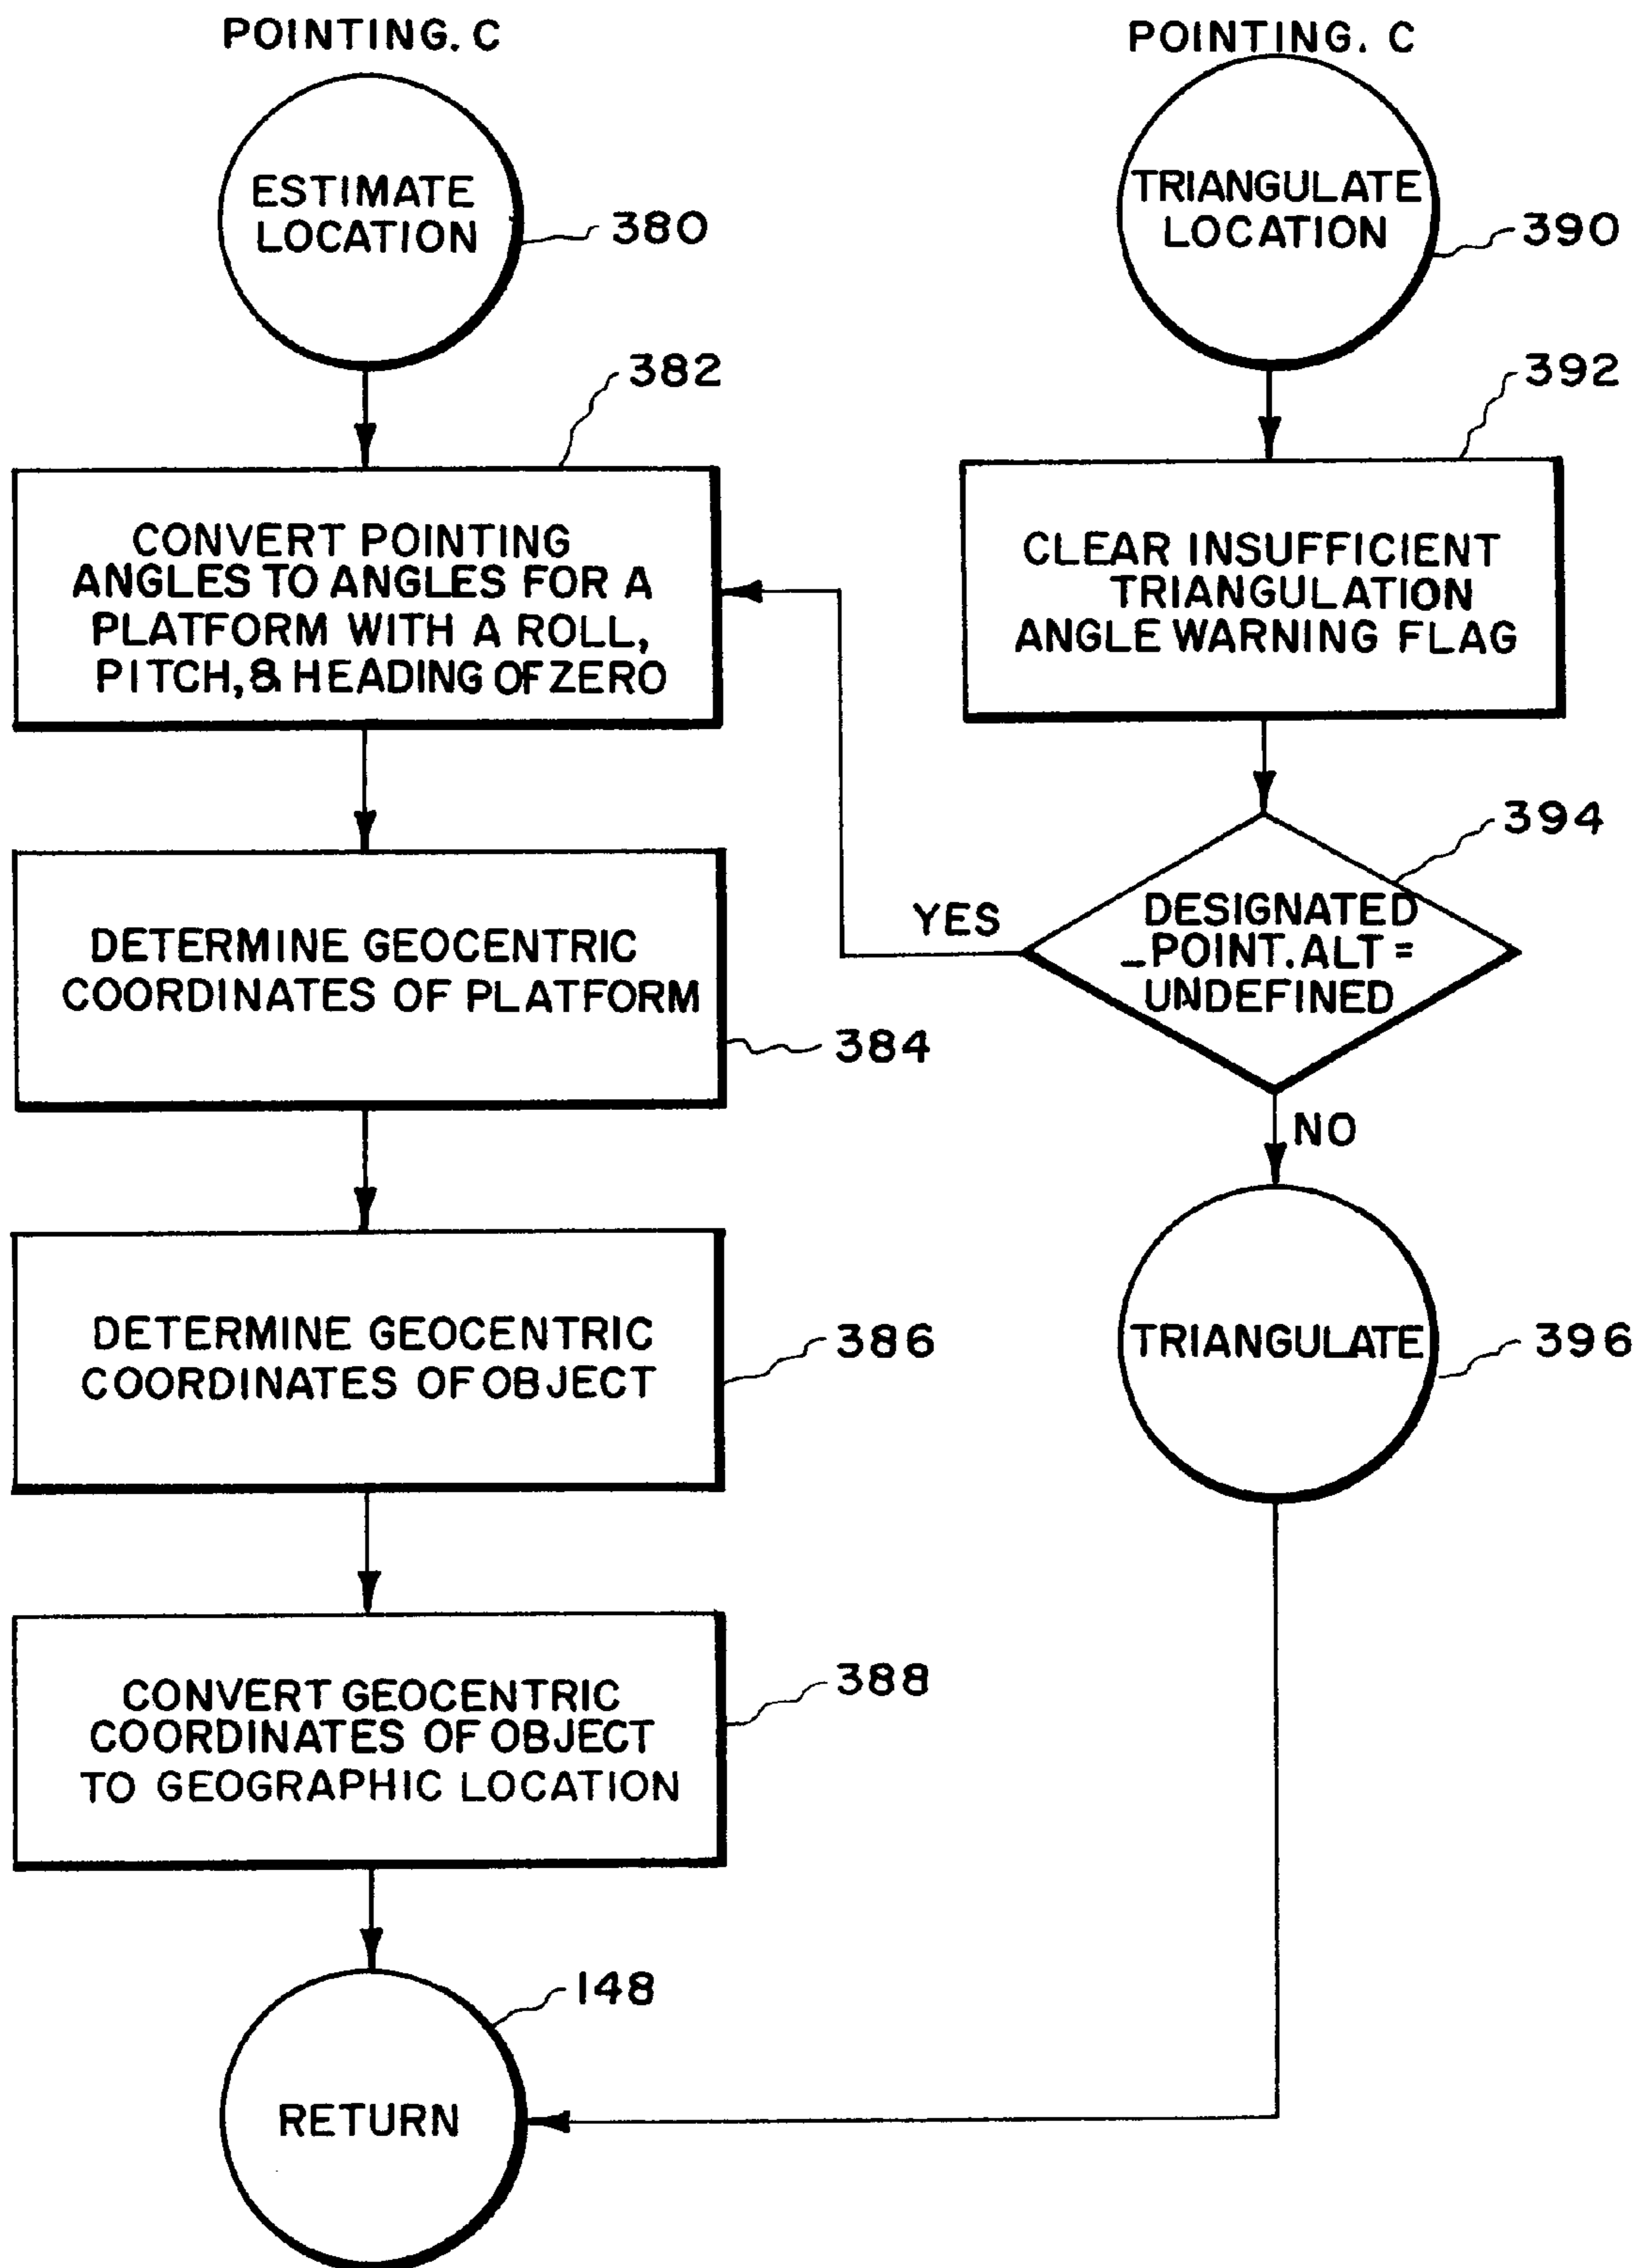 POINTING. C
ESTIMATE
LOCATION
380
382
CONVERT POINTING
ANGLES TO ANGLES FOR A
PLATFORM WITH A ROLL,
PITCH, & HEADING OF ZERO
DETERMINE GEOCENTRIC
COORDINATES OF PLATFORM
384
DETERMINE GEOCENTRIC
COORDINATES OF OBJECT
386
CONVERT GEOCENTRIC
COORDINATES OF OBJECT
TO GEOGRAPHIC LOCATION
388
148
RETURN
POINTING. C
TRIANGULATE
LOCATION
390
392
CLEAR INSUFFICIENT
TRIANGULATION
ANGLE WARNING FLAG
394
DESIGNATED
_POINT.ALT =
UNDEFINED
YES
NO
TRIANGULATE
396